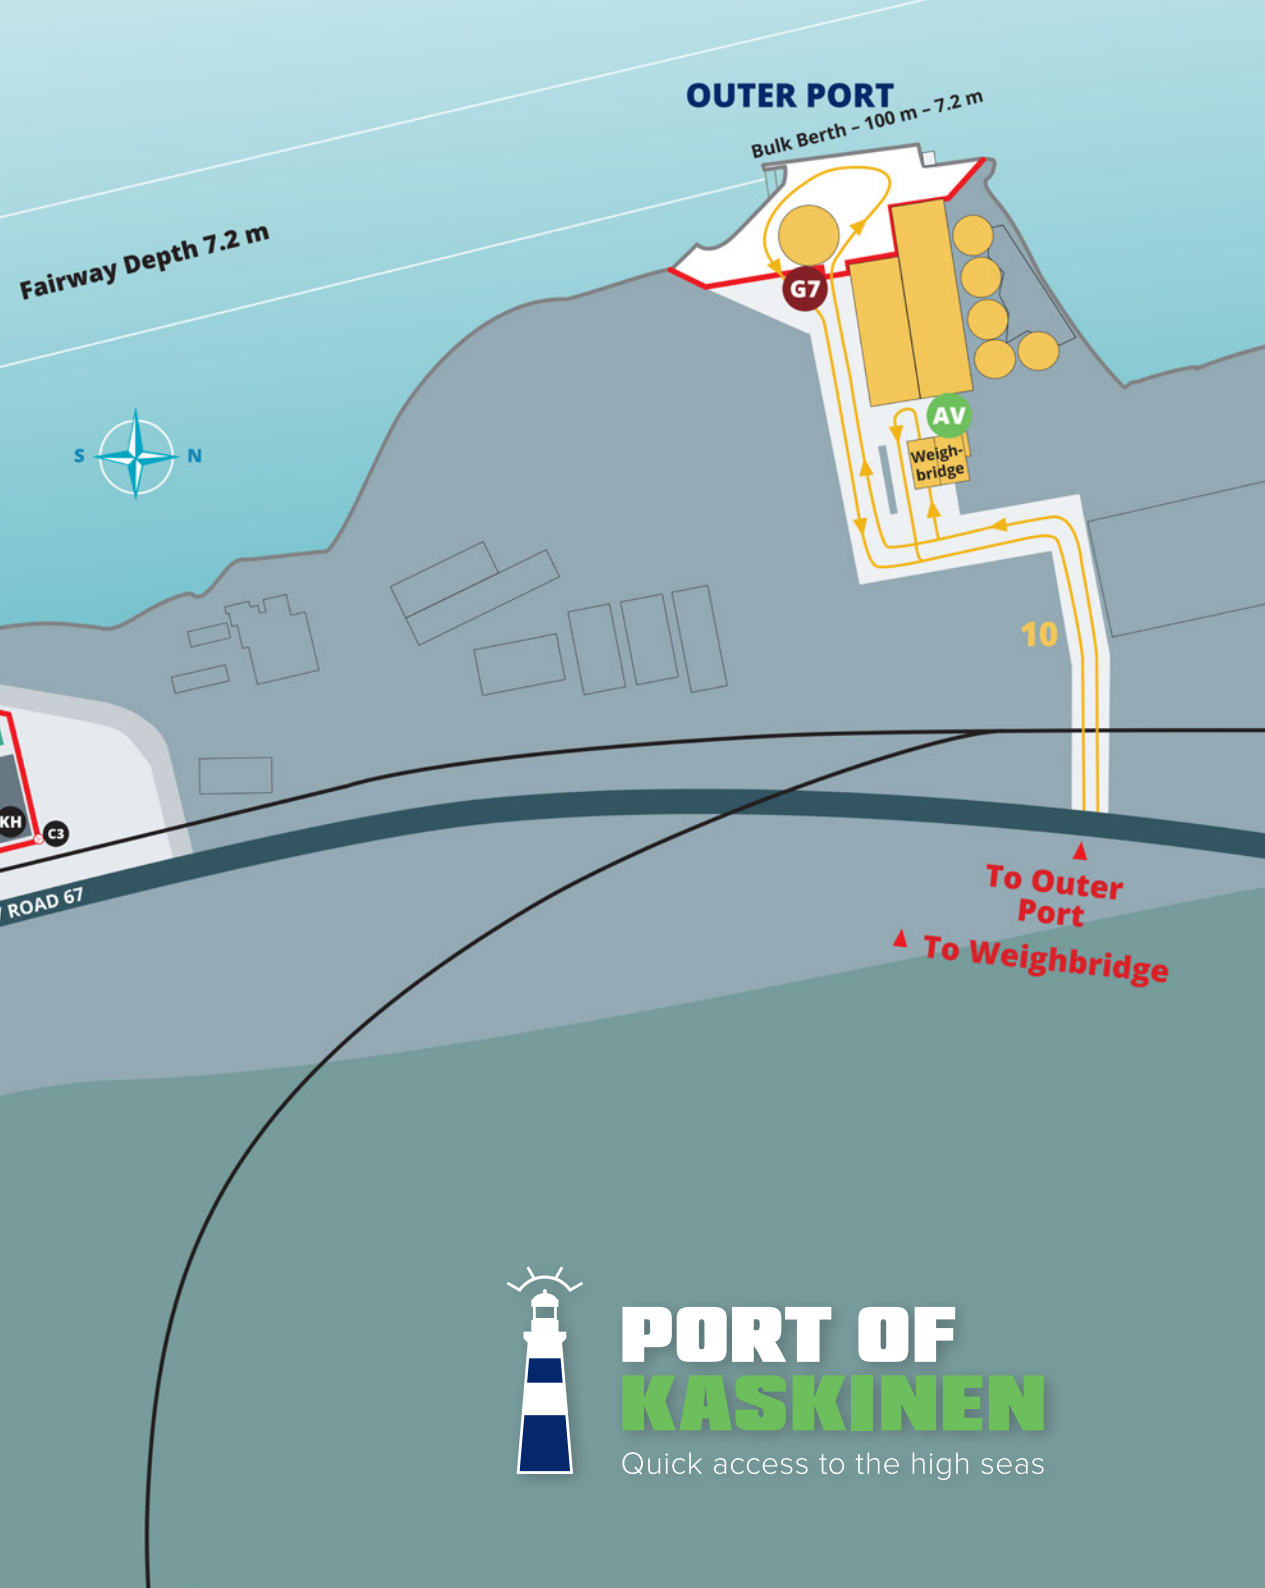 OUTER PORT
Bulk Berth – 100 m – 7.2 m
Fairway Depth 7.2 m
G7
S N
AV
Weigh-
bridge
10
KH
C3
ROAD 67
To Outer
Port
To Weighbridge
PORT OF
KASKINEN
Quick access to the high seas